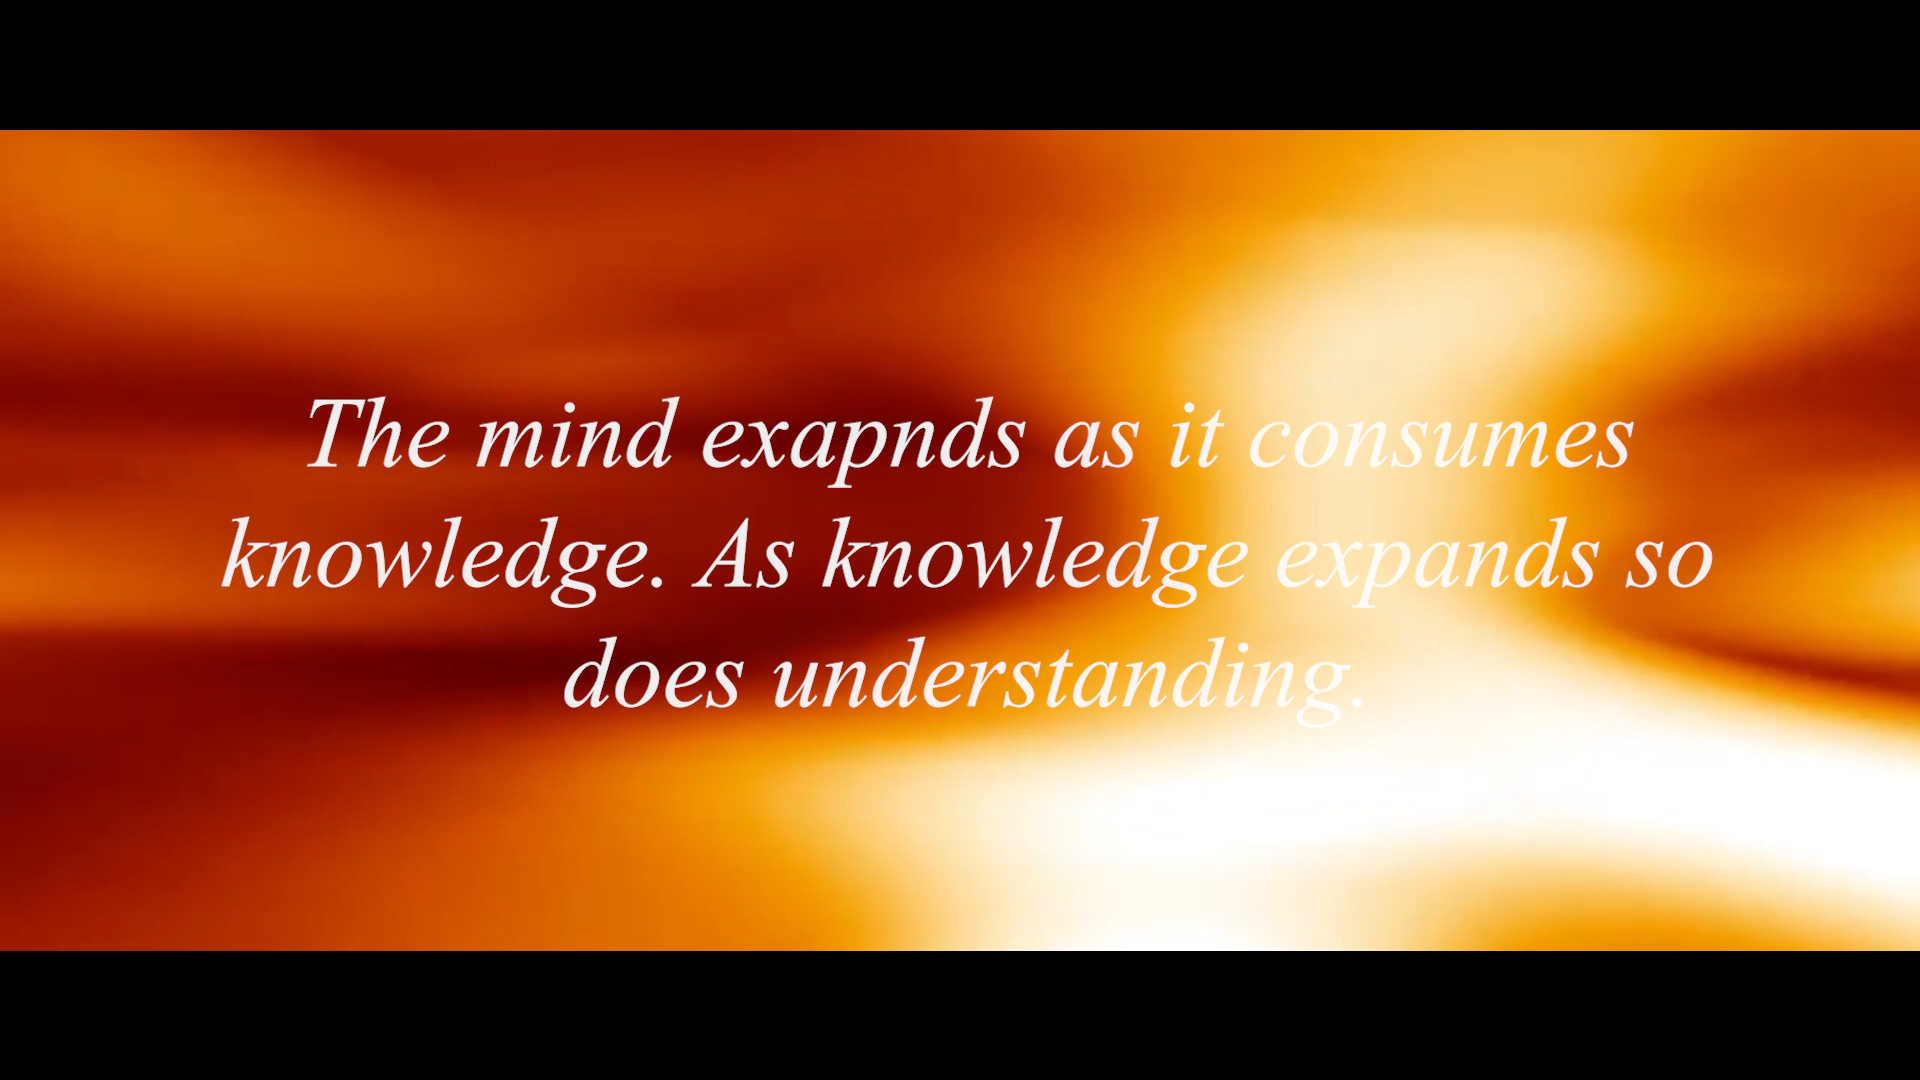 The mind exapnds as it consumes
knowledge. As knowledge expands so
does understanding.